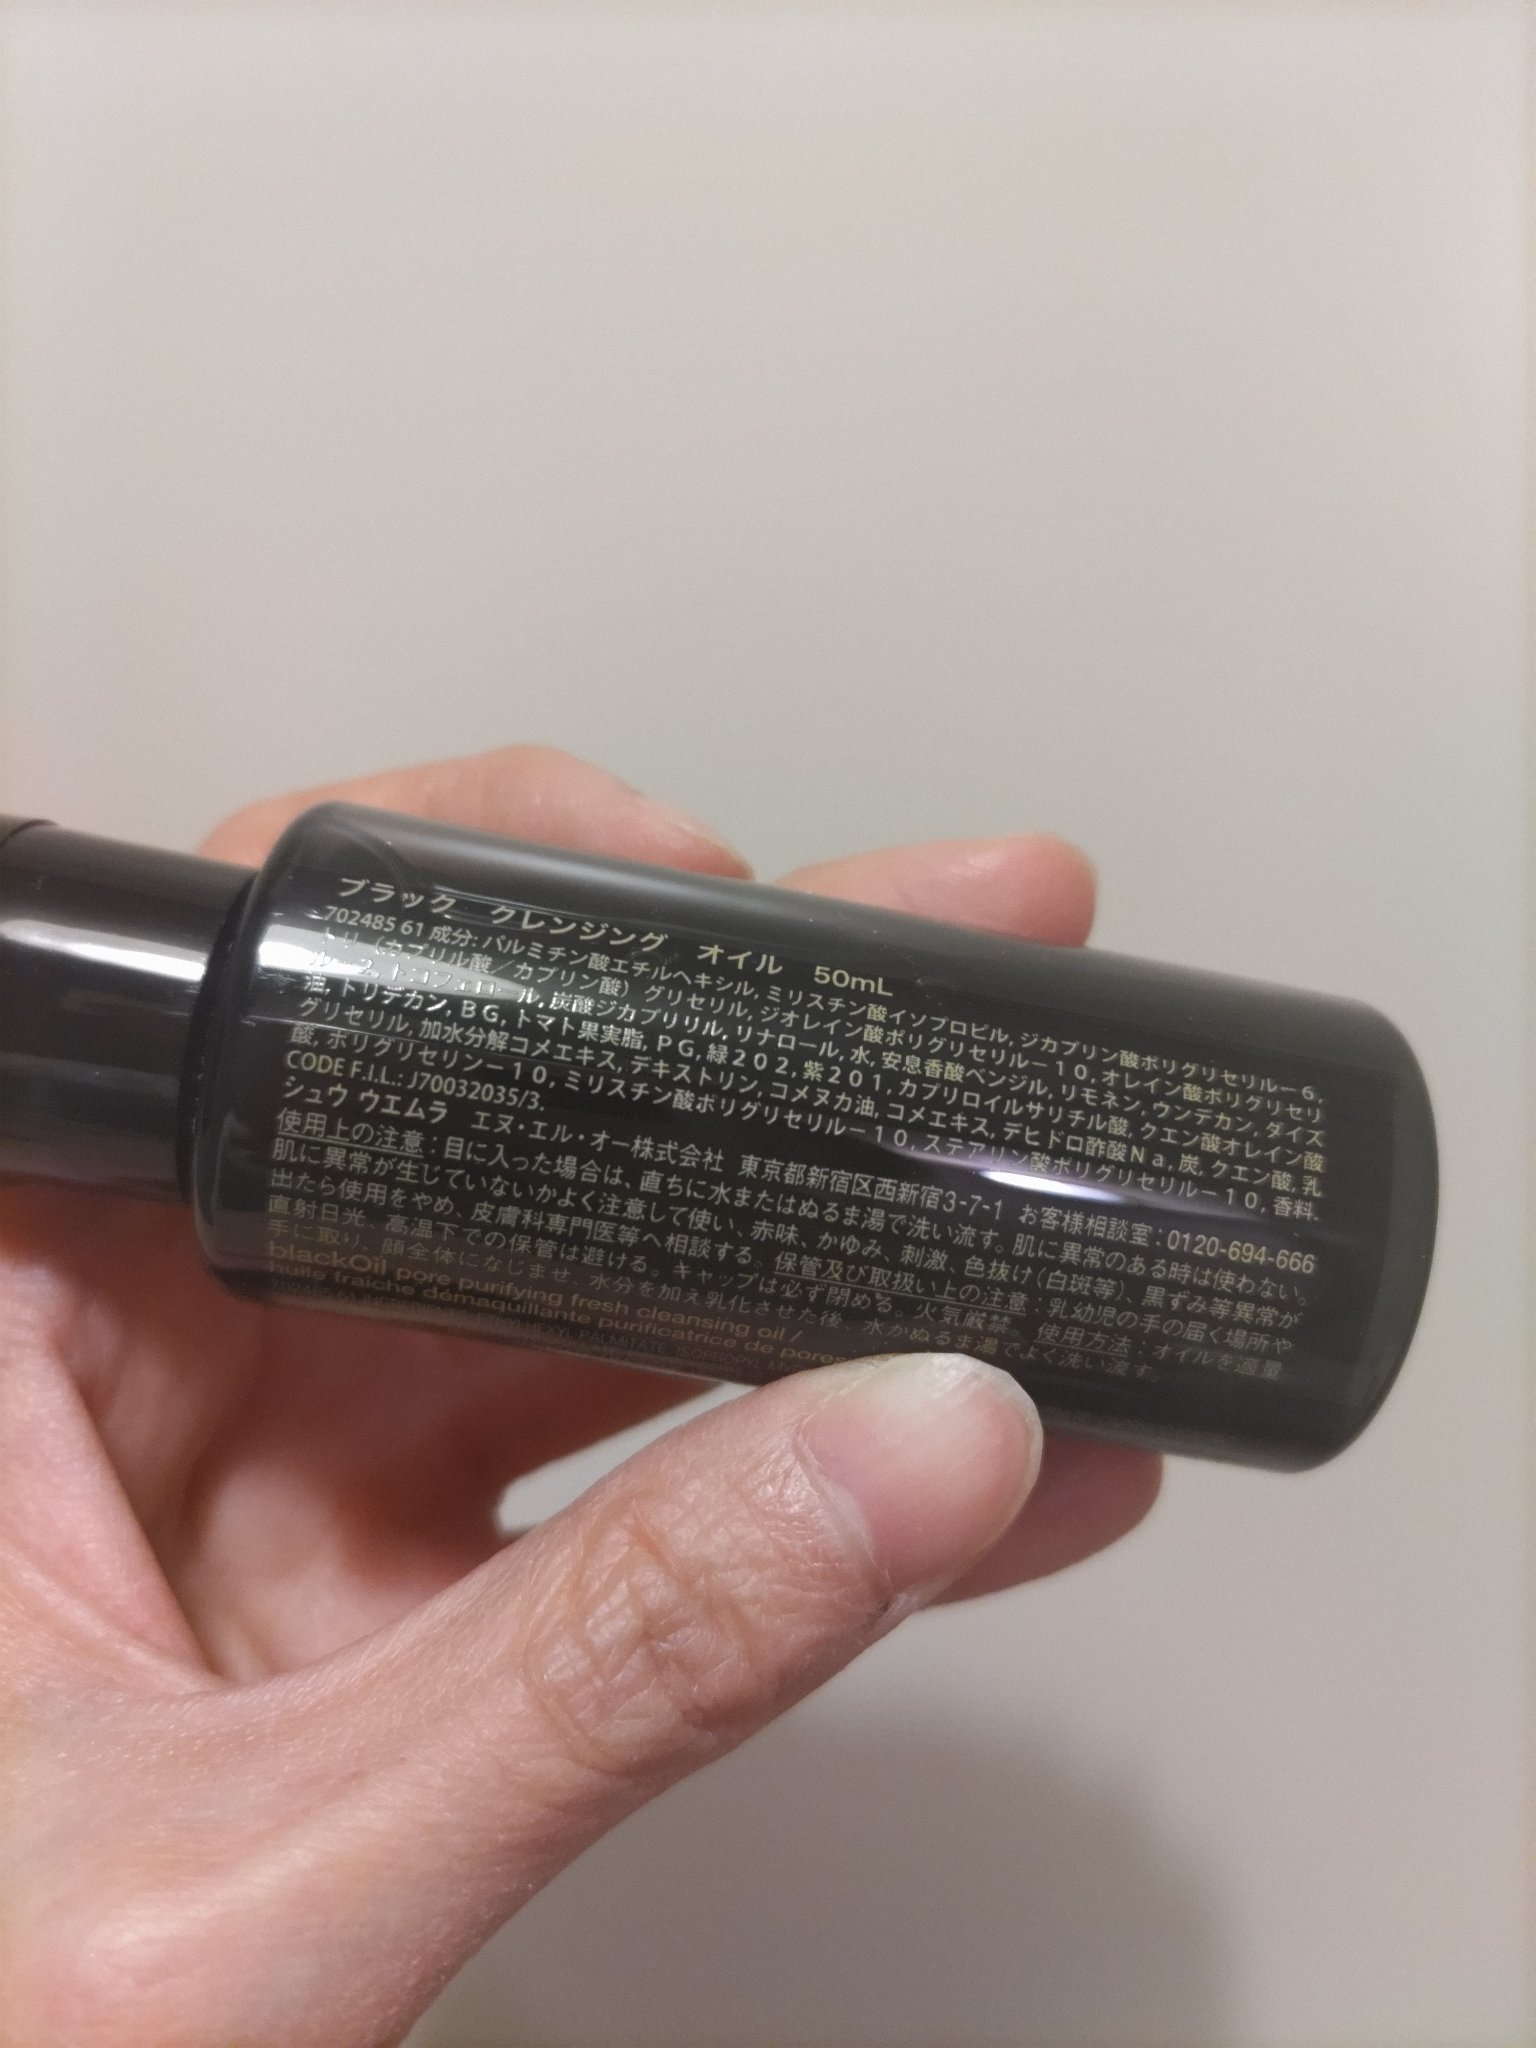 ブラック　クレンジング　オイル　50mL
702485 61 成分: パルミチン酸エチルヘキシル, ミリスチン酸イソプロピル, ジカプリン酸ポリグリセリル－6,
トリ（カプリル酸／カプリン酸）グリセリル, ジオレイン酸ポリグリセリル－10, オレイン酸ポリグリセリ
ル－2, トコフェロール, 炭酸ジカプリリル, リナロール, 水, 安息香酸ベンジル, リモネン, ウンデカン, ダイズ
油, トリデカン, BG, トマト果実脂, PG, 緑202, 紫201, カプリロイルサリチル酸, クエン酸オレイン酸
グリセリル, 加水分解コメエキス, デキストリン, コメヌカ油, コメエキス, デヒドロ酢酸Na, 炭, クエン酸, 乳
酸, ポリグリセリン－10, ミリスチン酸ポリグリセリル－10, ステアリン酸ポリグリセリル－10, 香料.
CODE F.I.L.: J70032035/3.
シュウ ウエムラ　エヌ・エル・オー株式会社　東京都新宿区西新宿3-7-1　お客様相談室：0120-694-666
使用上の注意：目に入った場合は、直ちに水またはぬるま湯で洗い流す。肌に異常のある時は使わない。
肌に異常が生じていないかよく注意して使い、赤味、かゆみ、刺激、色抜け（白斑等）、黒ずみ等異常が
出たら使用をやめ、皮膚科専門医等へ相談する。保管及び取扱い上の注意：乳幼児の手の届く場所や
直射日光、高温下での保管は避ける。キャップは必ず閉める。火気厳禁。使用方法：オイルを適量
手に取り、顔全体になじませ、水分を加え乳化させた後、水かぬるま湯でよく洗い流す。
blackOil pore purifying fresh cleansing oil /
huile fraîche démaquillante purificatrice de pores
HEXYL PALMITATE, ISOPROPYL